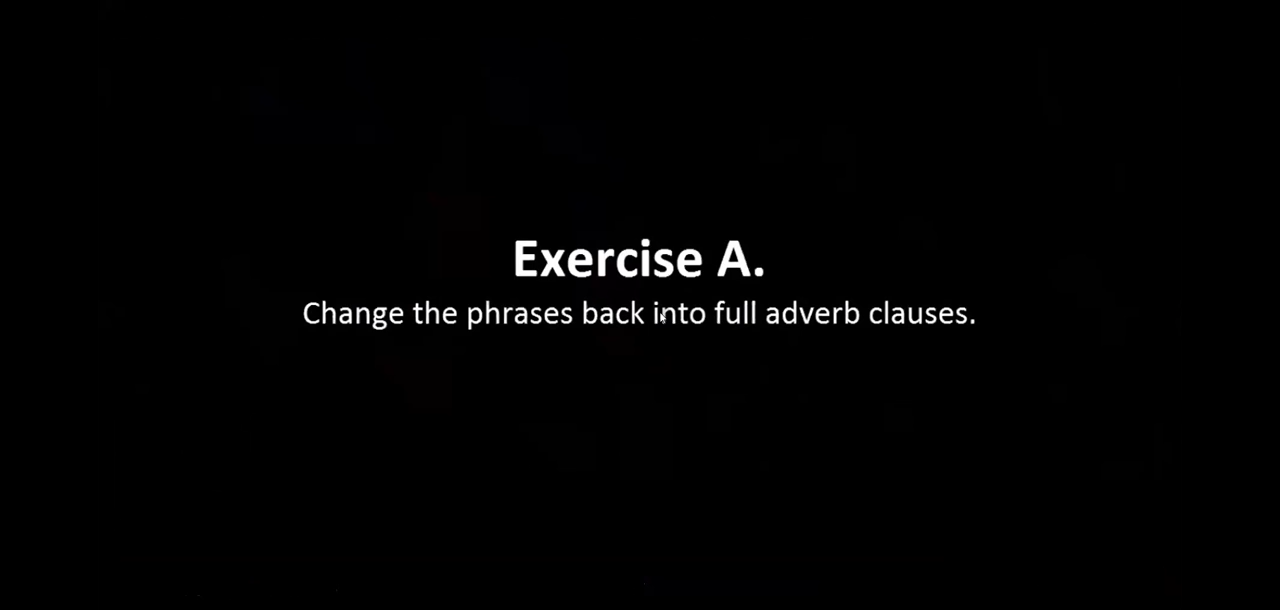 Exercise A.
Change the phrases back into full adverb clauses.